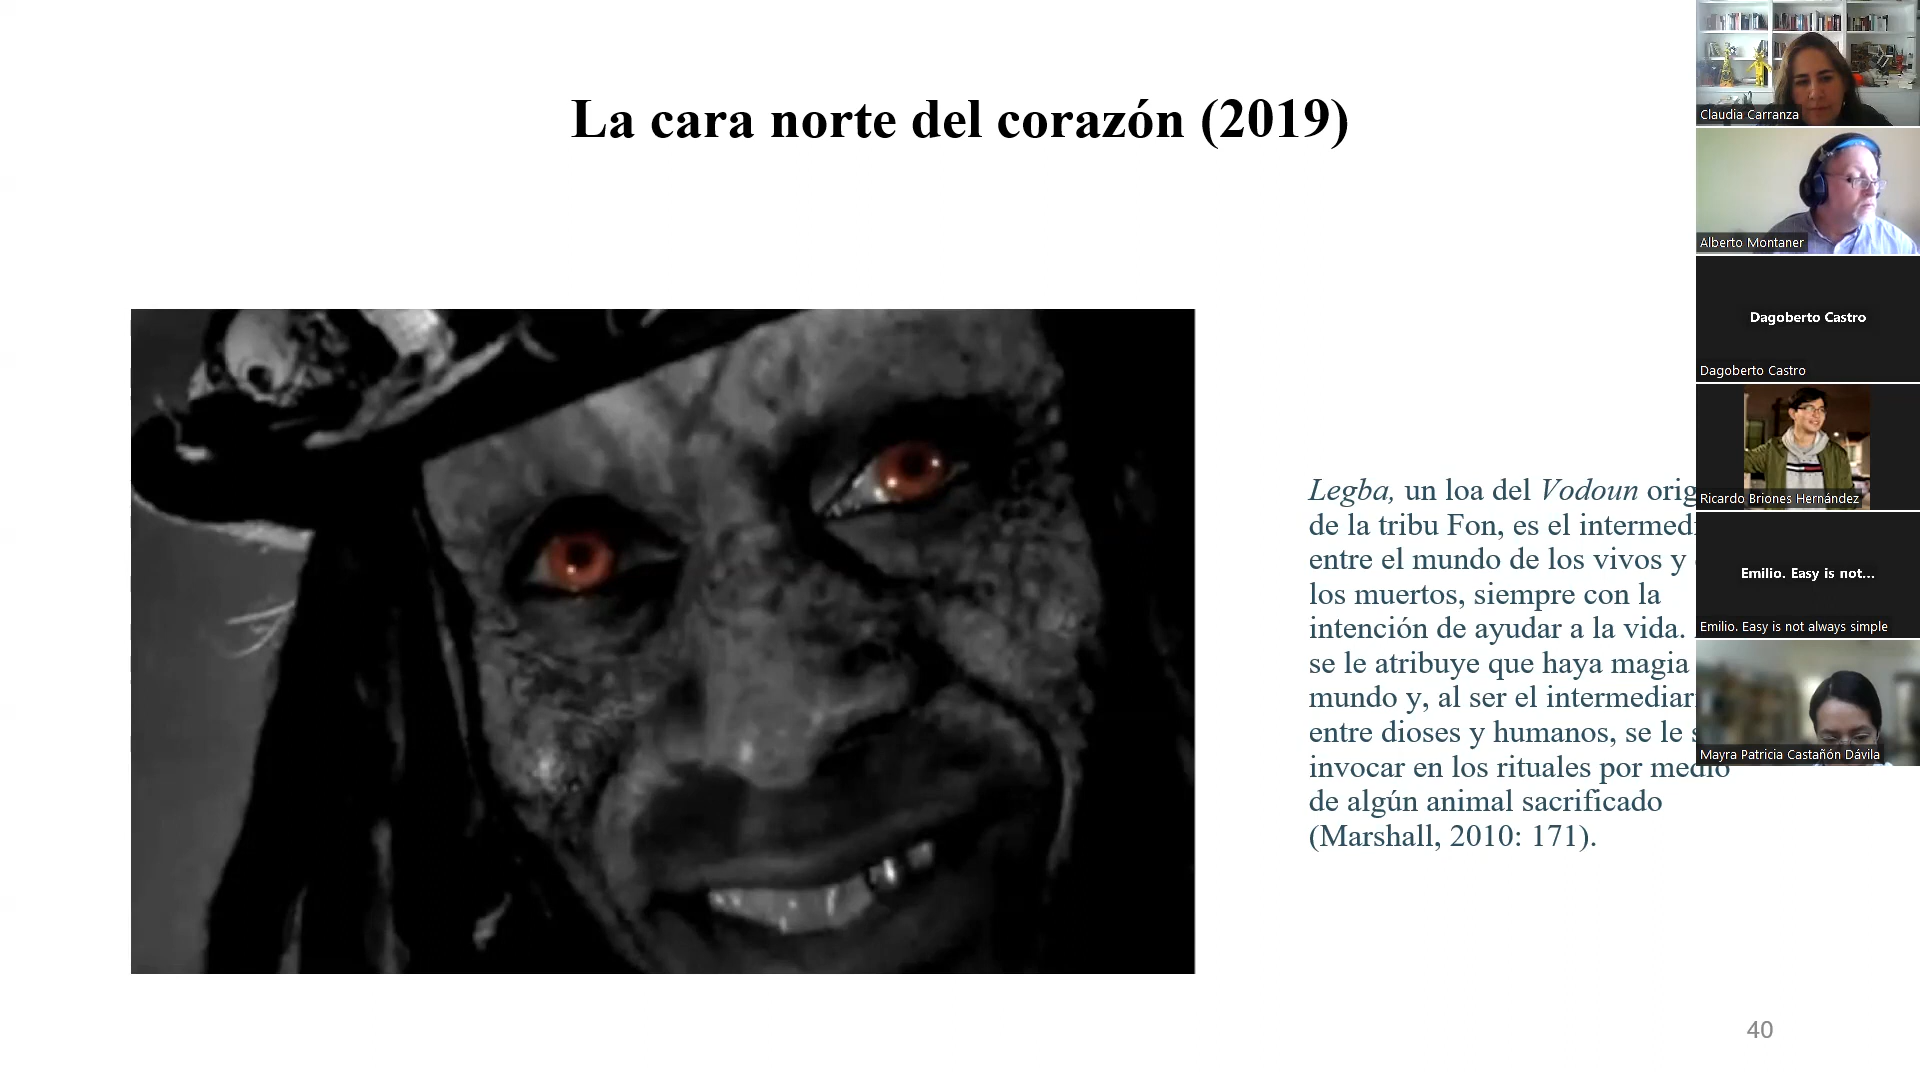 La cara norte del corazón (2019)
Legba, un loa del Vodoun
de la tribu Fon, es el
entre el mundo de los vivos y
los muertos, siempre con la
intención de ayudar a la vida.
se le atribuye que haya magia
mundo y, al ser el
entre dioses y humanos, se le
invocar en los rituales por medio
de algún animal sacrificado
(Marshall, 2010: 171).
40
Claudia Carranza
Alberto Montaner
Dagoberto Castro
Dagoberto Castro
Ricardo Briones Hernández
Emilio. Easy is not...
Emilio. Easy is not always simple
Mayra Patricia Castañón Dávila